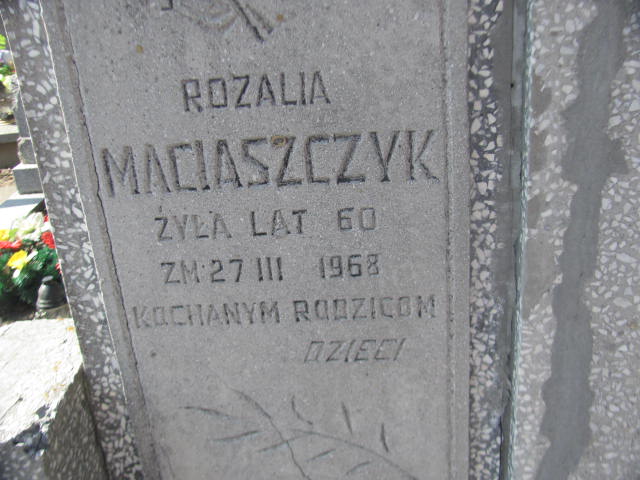 ROZALIA
MACIASZCZYK
ŻYŁA LAT 60
ZM. 27 III 1968
KOCHANYM RODZICOM
DZIECI